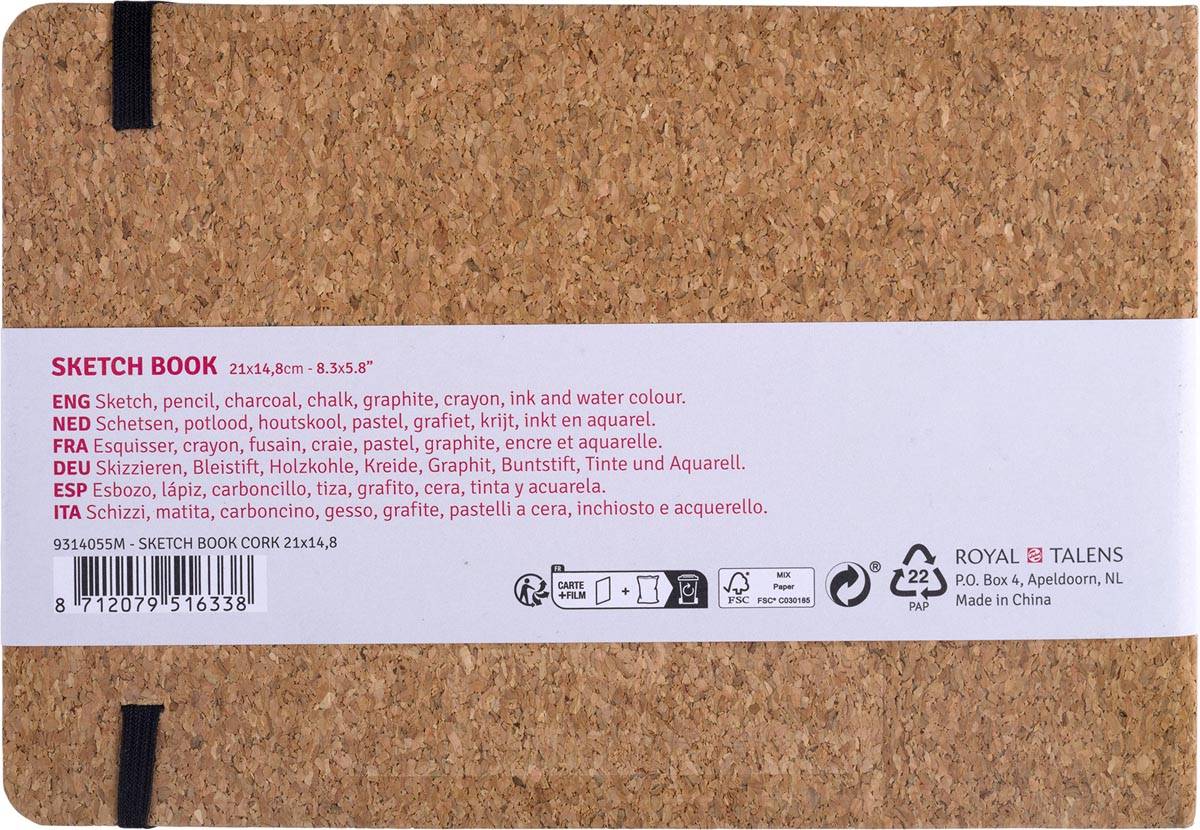 SKETCH BOOK 21x14,8cm - 8.3x5.8”
ENG Sketch, pencil, charcoal, chalk, graphite, crayon, ink and water colour.
NED Schetsen, potlood, houtskool, pastel, grafiet, krijt, inkt en aquarel.
FRA Esquisser, crayon, fusain, craie, pastel, graphite, encre et aquarelle.
DEU Skizzieren, Bleistift, Holzkohle, Kreide, Graphit, Buntstift, Tinte und Aquarell.
ESP Esbozo, lápiz, carboncillo, tiza, grafito, cera, tinta y acuarela.
ITA Schizzi, matita, carboncino, gesso, grafite, pastelli a cera, inchiosto e acquerello.
9314055M - SKETCH BOOK CORK 21x14,8
8 712079 516338
FR
CARTE
+FILM
+
FSC
MIX
Paper
FSC® C030165
®
22
PAP
ROYAL TALENS
P.O. Box 4, Apeldoorn, NL
Made in China